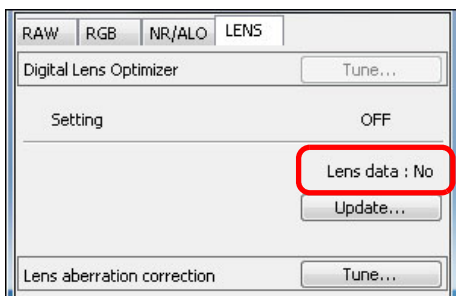 RAW RGB NR/ALO LENS
Digital Lens Optimizer Tune...
Setting OFF
Lens data : No
Update...
Lens aberration correction Tune...